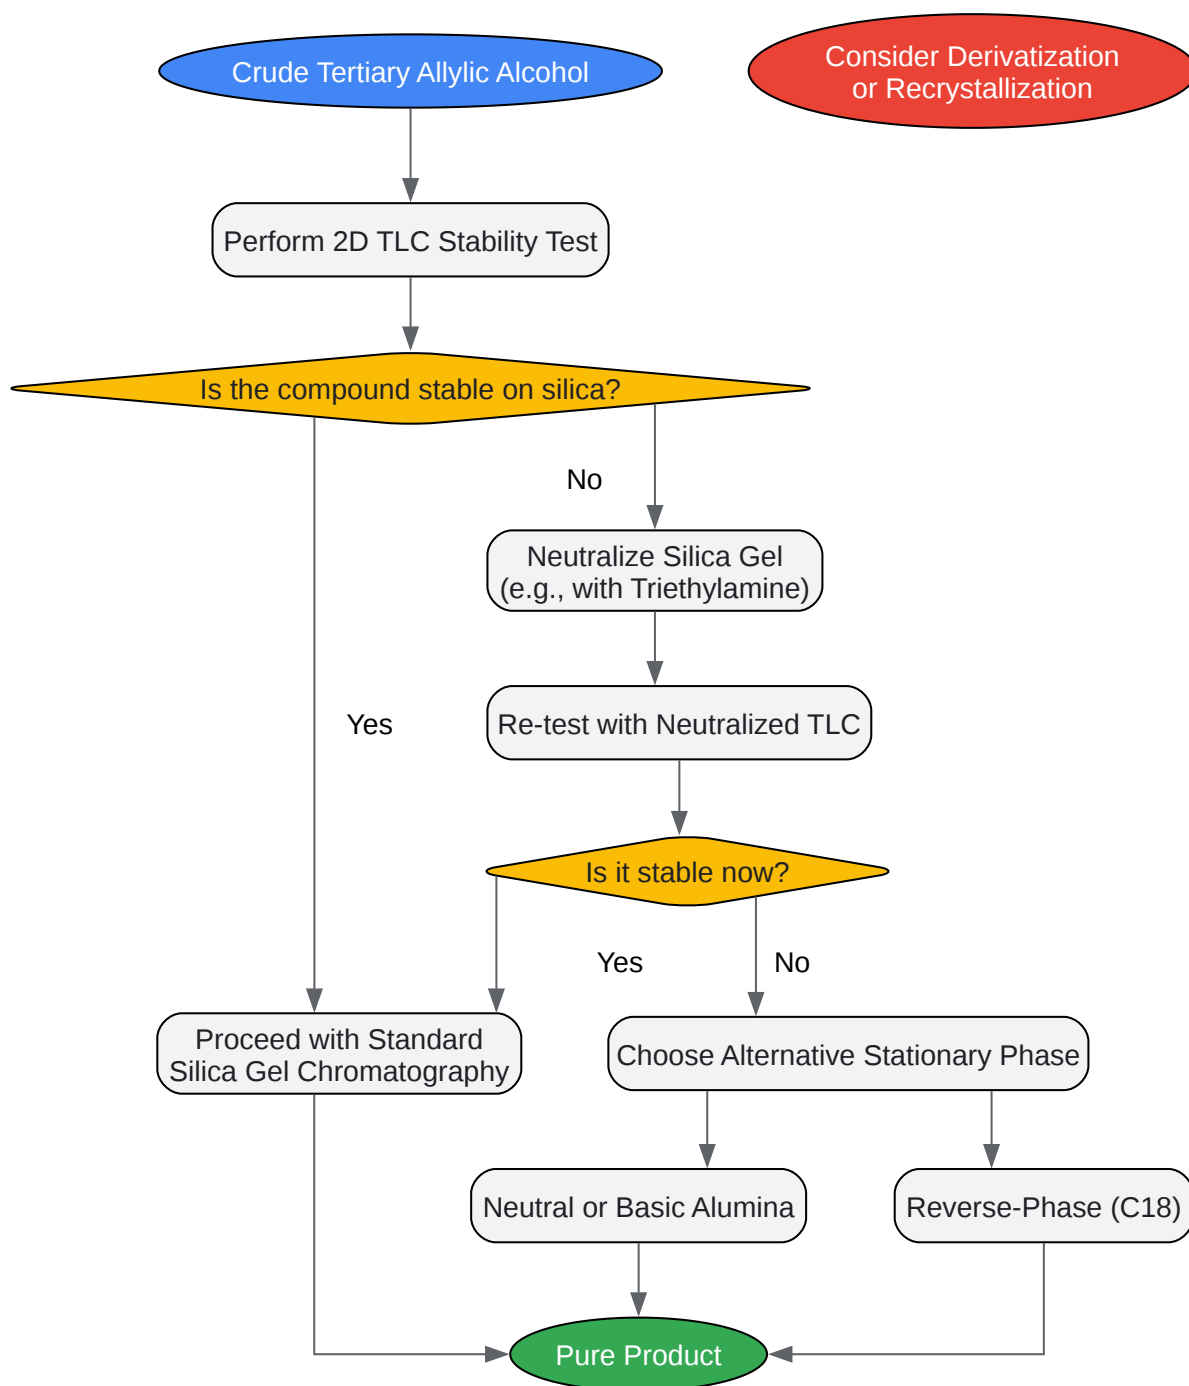 Crude Tertiary Allylic Alcohol
Consider Derivatization
or Recrystallization
Perform 2D TLC Stability Test
Is the compound stable on silica?
No
Neutralize Silica Gel
(e.g., with Triethylamine)
Yes
Re-test with Neutralized TLC
Is it stable now?
Yes
No
Proceed with Standard
Silica Gel Chromatography
Choose Alternative Stationary Phase
Neutral or Basic Alumina
Reverse-Phase (C18)
Pure Product